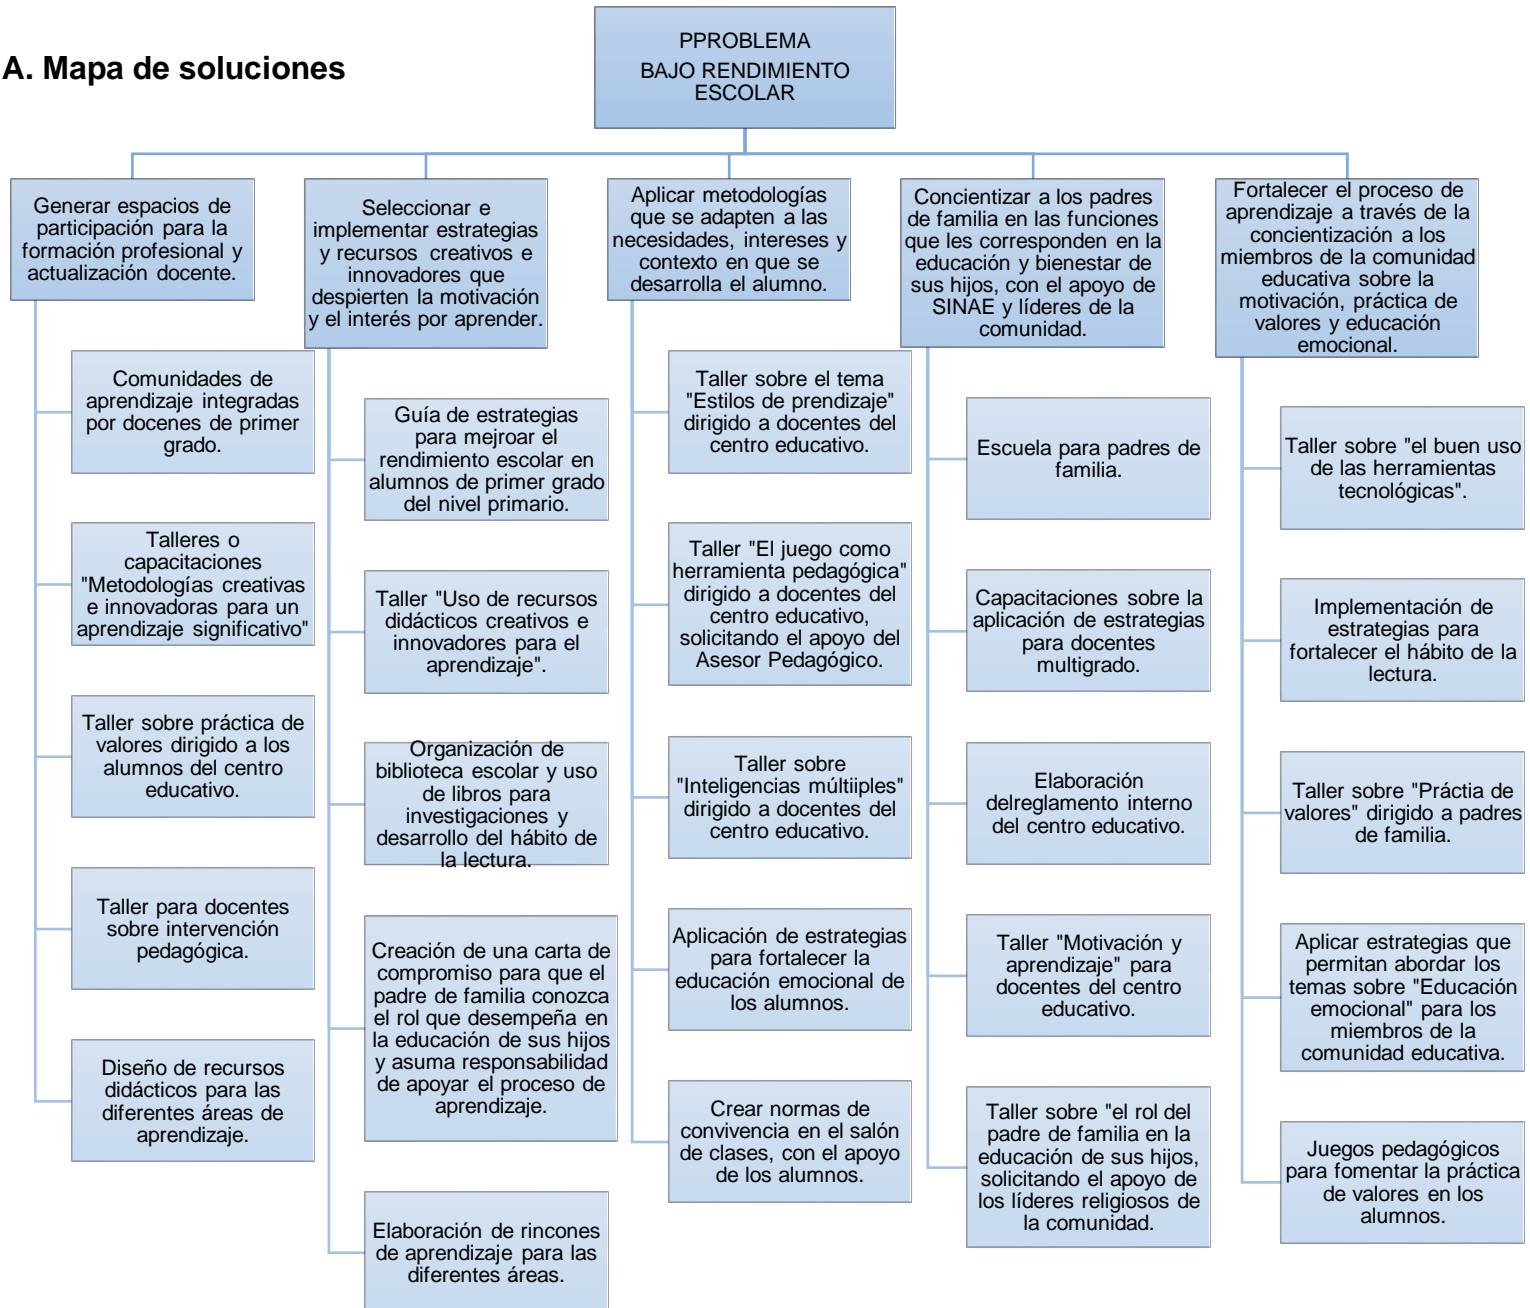 A. Mapa de soluciones
PPROBLEMA
BAJO RENDIMIENTO
ESCOLAR
Generar espacios de
participación para la
formación profesional y
actualización docente.
Comunidades de
aprendizaje integradas
por docenes de primer
grado.
Talleres o
capacitaciones
"Metodologías creativas
e innovadoras para un
aprendizaje significativo"
Taller sobre práctica de
valores dirigido a los
alumnos del centro
educativo.
Taller para docentes
sobre intervención
pedagógica.
Diseño de recursos
didácticos para las
diferentes áreas de
aprendizaje.
Seleccionar e
implementar estrategias
y recursos creativos e
innovadores que
despierten la motivación
y el interés por aprender.
Guía de estrategias
para mejroar el
rendimiento escolar en
alumnos de primer grado
del nivel primario.
Taller "Uso de recursos
didácticos creativos e
innovadores para el
aprendizaje".
Organización de
biblioteca escolar y uso
de libros para
investigaciones y
desarrollo del hábito de
la lectura.
Creación de una carta de
compromiso para que el
padre de familia conozca
el rol que desempeña en
la educación de sus hijos
y asuma responsabilidad
de apoyar el proceso de
aprendizaje.
Elaboración de rincones
de aprendizaje para las
diferentes áreas.
Aplicar metodologías
que se adapten a las
necesidades, intereses y
contexto en que se
desarrolla el alumno.
Taller sobre el tema
"Estilos de prendizaje"
dirigido a docentes del
centro educativo.
Taller "El juego como
herramienta pedagógica"
dirigido a docentes del
centro educativo,
solicitando el apoyo del
Asesor Pedagógico.
Taller sobre
"Inteligencias múltiiples"
dirigido a docentes del
centro educativo.
Aplicación de estrategias
para fortalecer la
educación emocional de
los alumnos.
Crear normas de
convivencia en el salón
de clases, con el apoyo
de los alumnos.
Concientizar a los padres
de familia en las funciones
que les corresponden en la
educación y bienestar de
sus hijos, con el apoyo de
SINAE y líderes de la
comunidad.
Escuela para padres de
familia.
Capacitaciones sobre la
aplicación de estrategias
para docentes
multigrado.
Elaboración
delreglamento interno
del centro educativo.
Taller "Motivación y
aprendizaje" para
docentes del centro
educativo.
Taller sobre "el rol del
padre de familia en la
educación de sus hijos,
solicitando el apoyo de
los líderes religiosos de
la comunidad.
Fortalecer el proceso de
aprendizaje a través de la
concientización a los
miembros de la comunidad
educativa sobre la
motivación, práctica de
valores y educación
emocional.
Taller sobre "el buen uso
de las herramientas
tecnológicas".
Implementación de
estrategias para
fortalecer el hábito de la
lectura.
Taller sobre "Práctia de
valores" dirigido a padres
de familia.
Aplicar estrategias que
permitan abordar los
temas sobre "Educación
emocional" para los
miembros de la
comunidad educativa.
Juegos pedagógicos
para fomentar la práctica
de valores en los
alumnos.